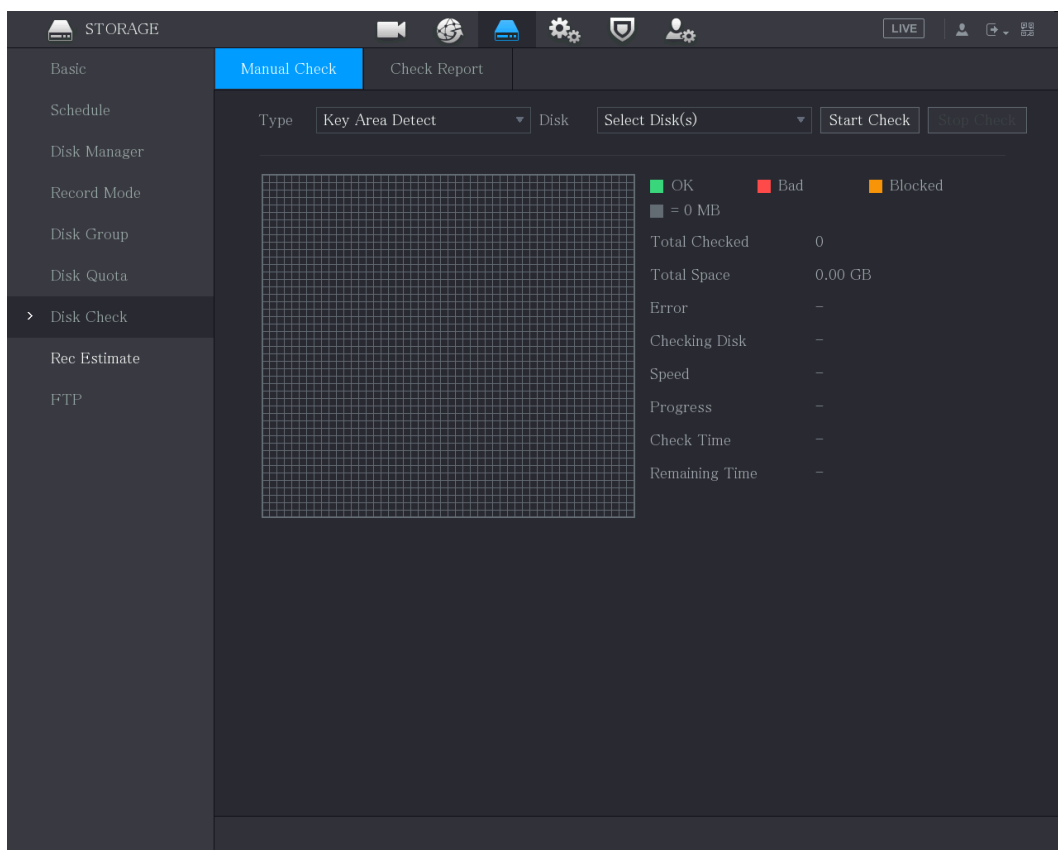 STORAGE LIVE
Basic
Manual Check Check Report
Schedule
Type Key Area Detect Disk Select Disk(s) Start Check Stop Check
Disk Manager
Record Mode
OK Bad Blocked
= 0 MB
Disk Group
Total Checked 0
Disk Quota
Total Space 0.00 GB
Error -
Disk Check
Checking Disk -
Rec Estimate
Speed -
FTP
Progress -
Check Time -
Remaining Time -